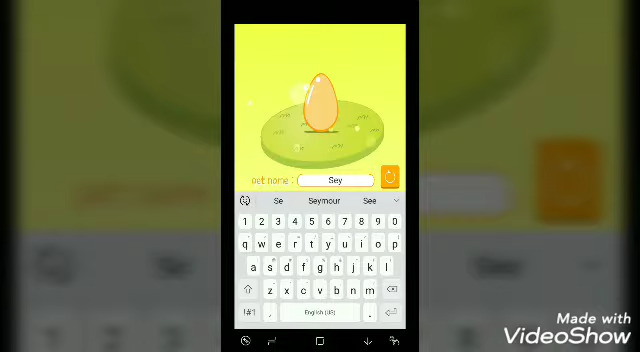 pet name : Sey
Se Seymour See
1 2 3 4 5 6 7 8 9 0
q w e r t y u i o p
a s d f g h j k l
z x c v b n m
!#1 , English (US) .
Made with
VideoShow